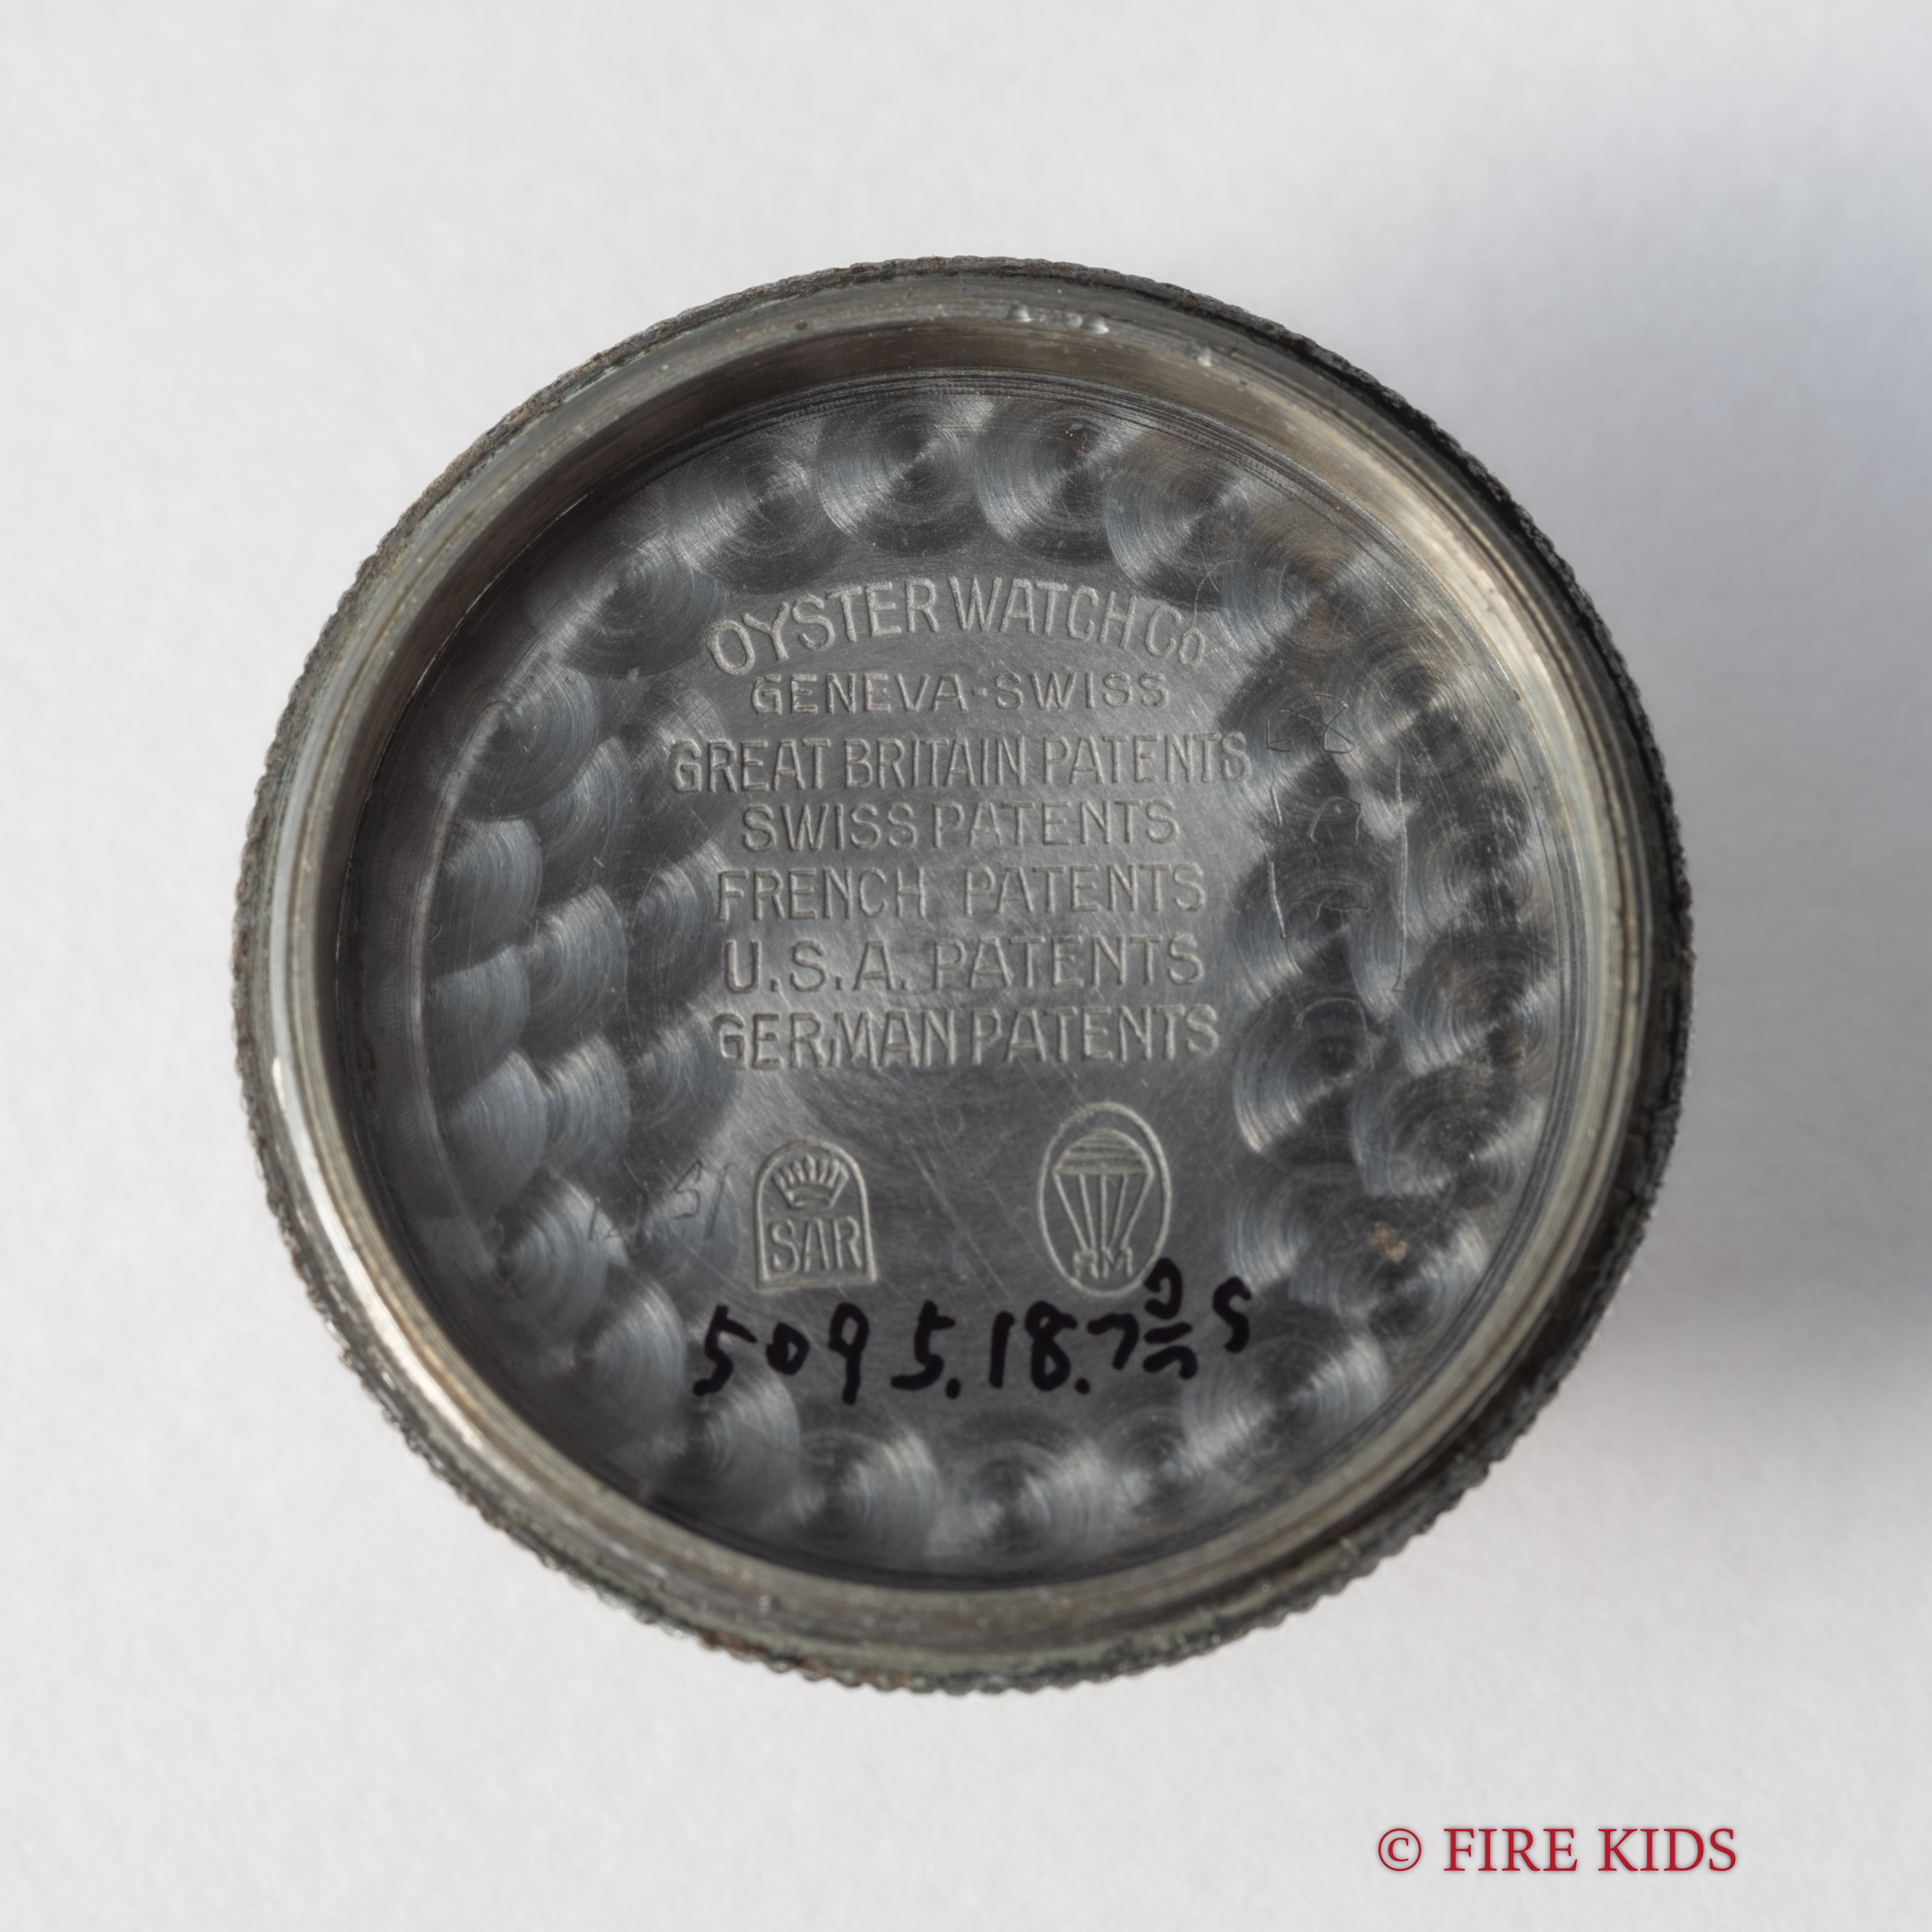 OYSTER WATCH Co
GENEVA-SWISS
GREAT BRITAIN PATENTS
SWISS PATENTS
FRENCH PATENTS
U.S.A. PATENTS
GERMAN PATENTS
SAR
RM
5095.18.
© FIRE KIDS